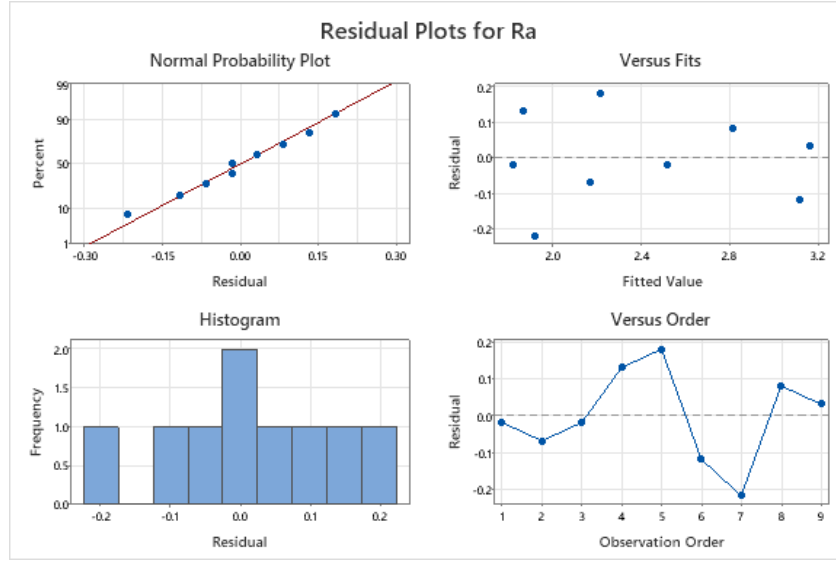 Residual Plots for Ra
Normal Probability Plot
99
90
50
10
1
Percent
-0.30 -0.15 0.00 0.15 0.30
Residual
Versus Fits
0.2
0.1
0.0
-0.1
-0.2
Residual
2.0 2.4 2.8 3.2
Fitted Value
Histogram
2.0
1.5
1.0
0.5
0.0
Frequency
-0.2 -0.1 0.0 0.1 0.2
Residual
Versus Order
0.2
0.1
0.0
-0.1
-0.2
Residual
1 2 3 4 5 6 7 8 9
Observation Order